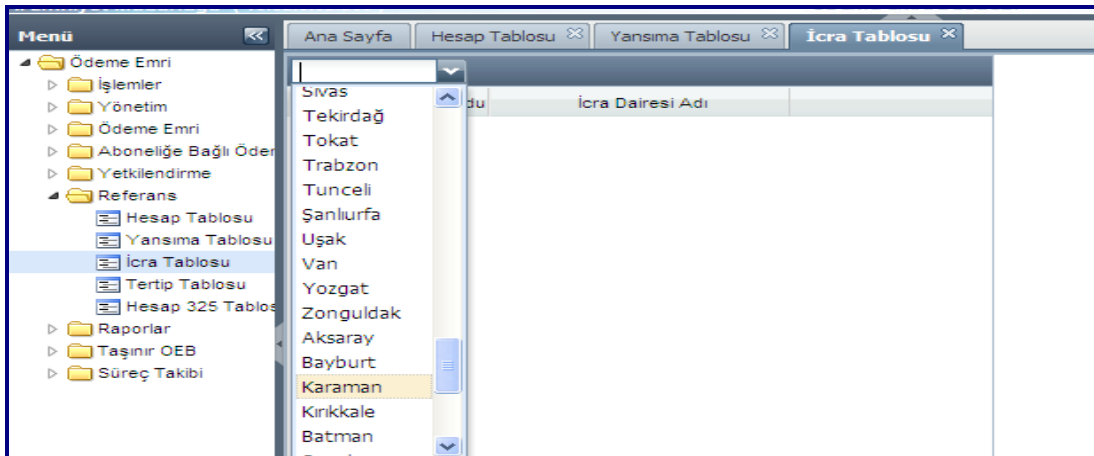 Menü
Ana Sayfa
Hesap Tablosu
Yansıma Tablosu
İcra Tablosu
Ödeme Emri
İşlemler
Yönetim
Ödeme Emri
Aboneliğe Bağlı Öder
Yetkilendirme
Referans
Hesap Tablosu
Yansıma Tablosu
İcra Tablosu
Tertip Tablosu
Hesap 325 Tablos
Raporlar
Taşınır OEB
Süreç Takibi
du
İcra Dairesi Adı
Sivas
Tekirdağ
Tokat
Trabzon
Tunceli
Şanlıurfa
Uşak
Van
Yozgat
Zonguldak
Aksaray
Bayburt
Karaman
Kırıkkale
Batman